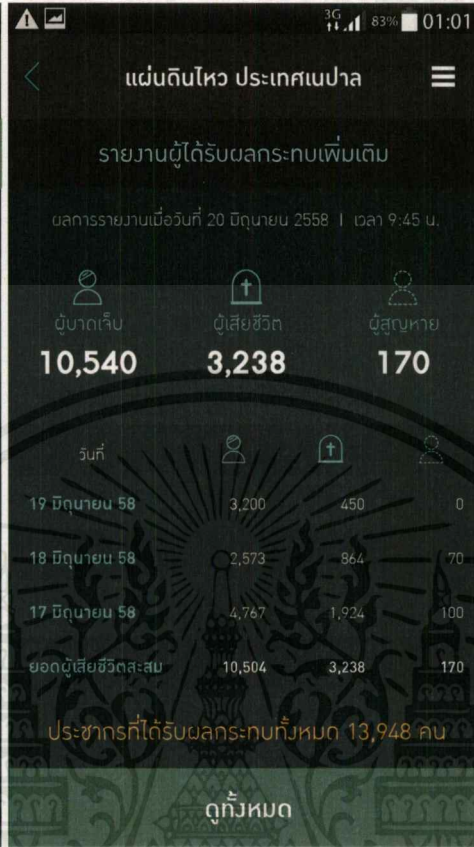 3G 83% 01:01
แผ่นดินไหว ประเทศเนปาล
รายงานผู้ได้รับผลกระทบเพิ่มเติม
ผลการรายงานเมื่อวันที่ 20 มิถุนายน 2558 | เวลา 9:45 น.
ผู้บาดเจ็บ ผู้เสียชีวิต ผู้สูญหาย
10,540 3,238 170
วันที่
19 มิถุนายน 58 3,200 450 0
18 มิถุนายน 58 2,573 864 70
17 มิถุนายน 58 4,767 1,924 100
ยอดผู้เสียชีวิตสะสม 10,504 3,238 170
ประชากรที่ได้รับผลกระทบทั้งหมด 13,948 คน
ดูทั้งหมด